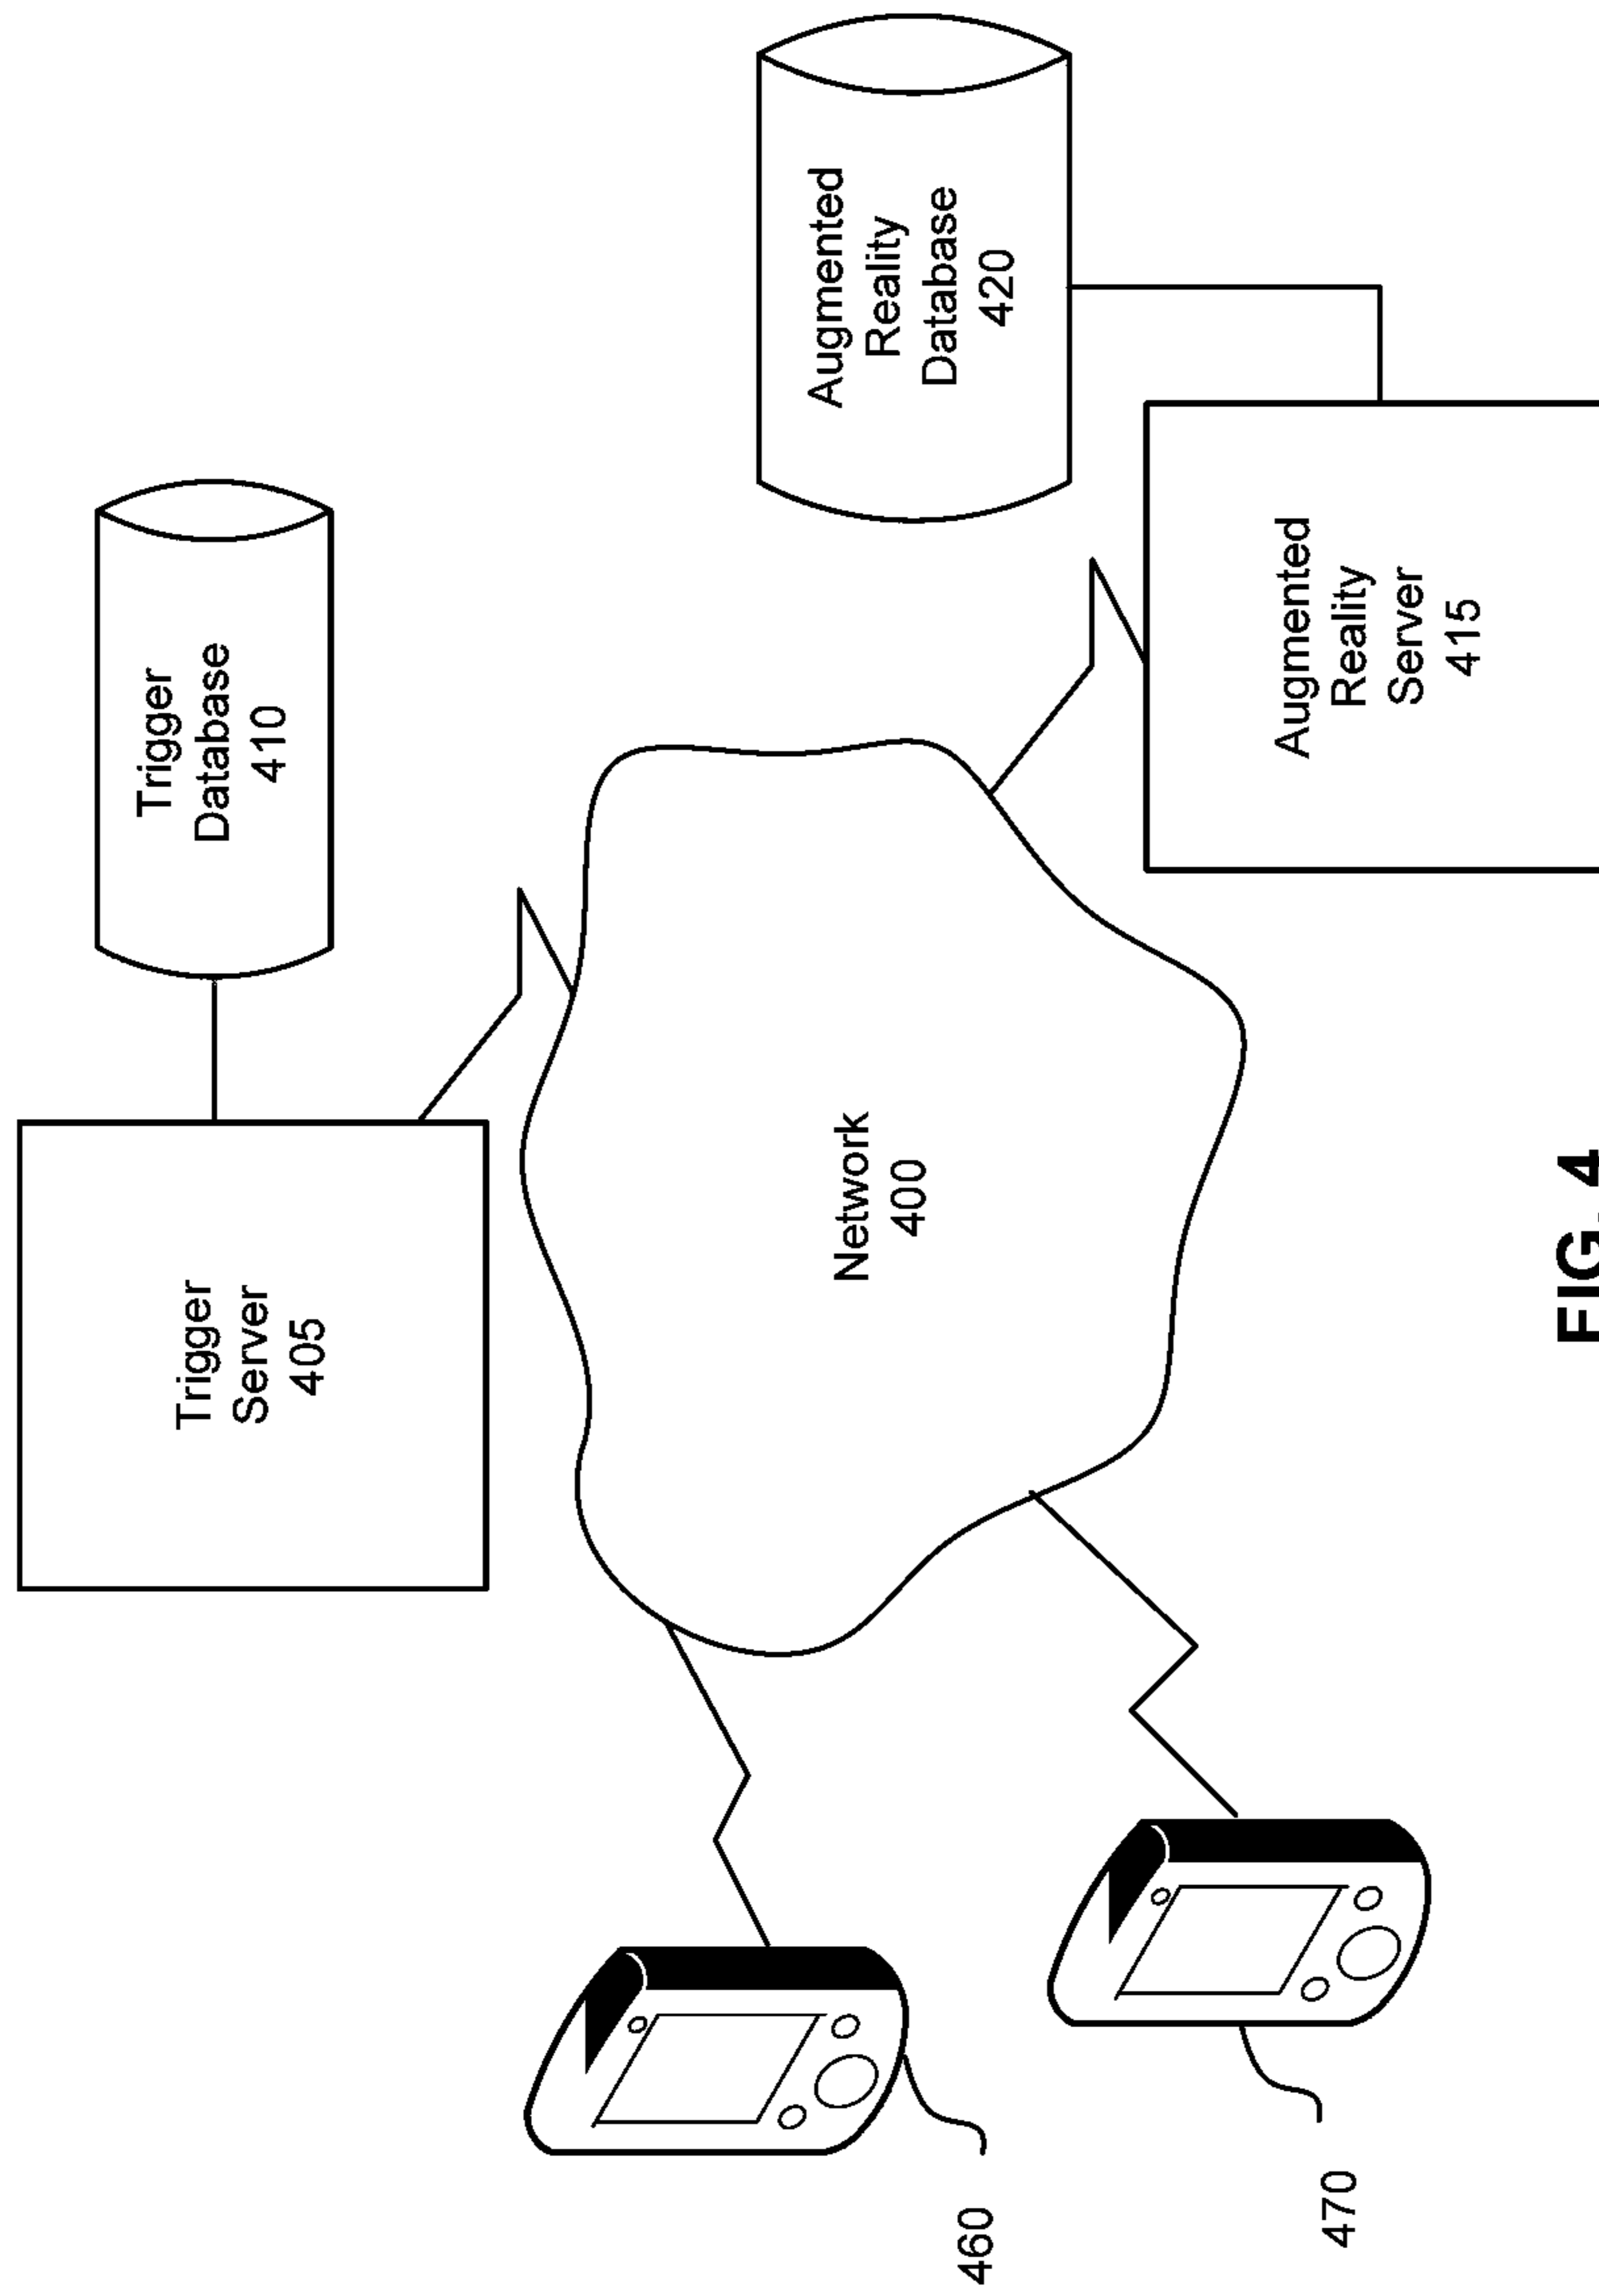 Trigger
Server
405
Trigger
Database
410
Network
400
Augmented
Reality
Database
420
Augmented
Reality
Server
415
460
470
FIG. 4